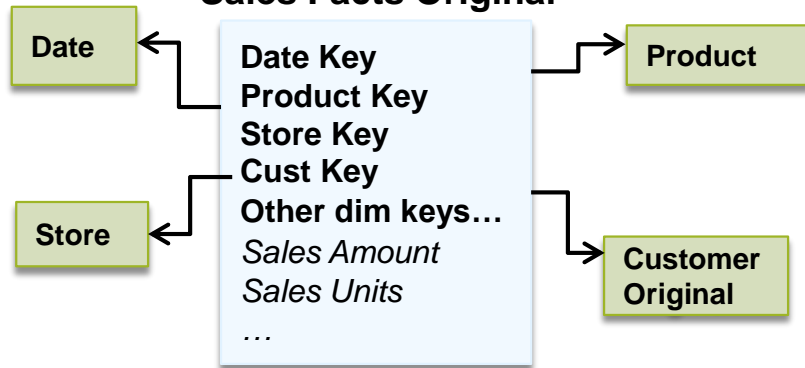 Sales Facts Original
Date
Date Key
Product Key
Store Key
Cust Key
Other dim keys…
Sales Amount
Sales Units
…
Product
Store
Customer
Original